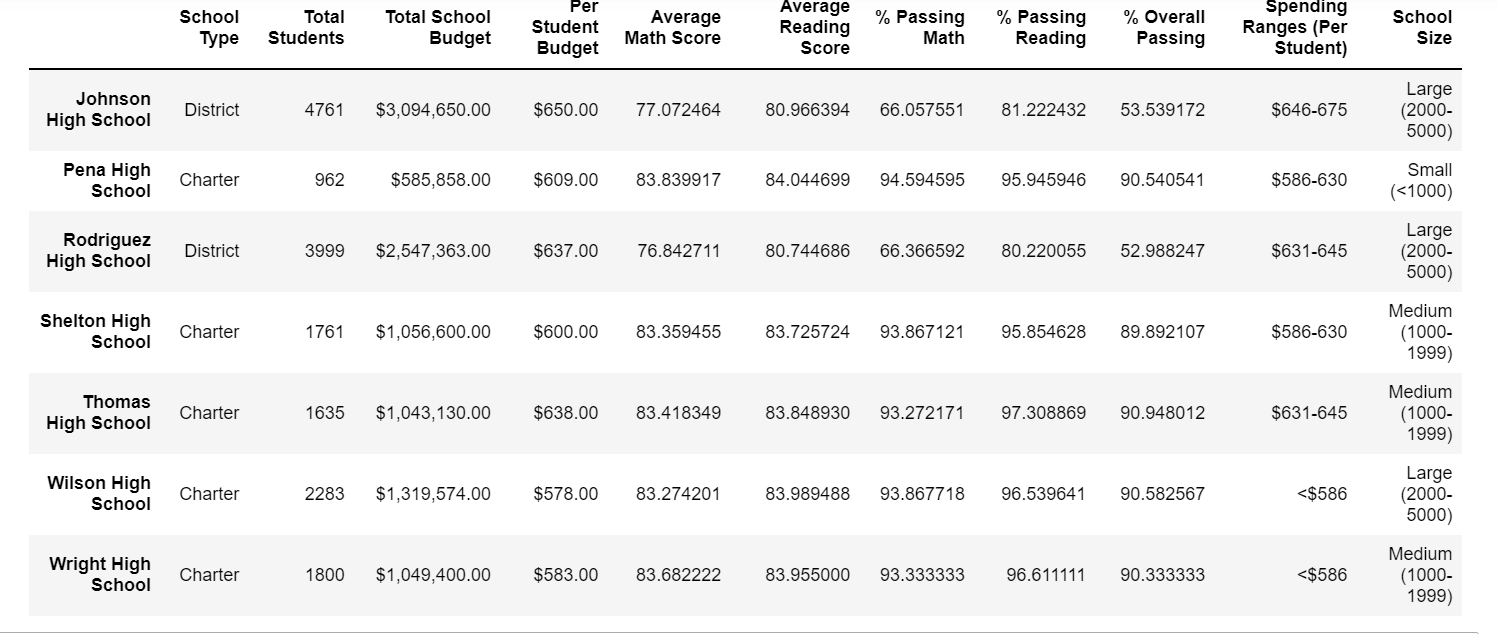 School Type Total Students Total School Budget Per Student Budget Average Math Score Average Reading Score % Passing Math % Passing Reading % Overall Passing Spending Ranges (Per Student) School Size
Johnson High School District 4761 $3,094,650.00 $650.00 77.072464 80.966394 66.057551 81.222432 53.539172 $646-675 Large (2000-5000)
Pena High School Charter 962 $585,858.00 $609.00 83.839917 84.044699 94.594595 95.945946 90.540541 $586-630 Small (<1000)
Rodriguez High School District 3999 $2,547,363.00 $637.00 76.842711 80.744686 66.366592 80.220055 52.988247 $631-645 Large (2000-5000)
Shelton High School Charter 1761 $1,056,600.00 $600.00 83.359455 83.725724 93.867121 95.854628 89.892107 $586-630 Medium (1000-1999)
Thomas High School Charter 1635 $1,043,130.00 $638.00 83.418349 83.848930 93.272171 97.308869 90.948012 $631-645 Medium (1000-1999)
Wilson High School Charter 2283 $1,319,574.00 $578.00 83.274201 83.989488 93.867718 96.539641 90.582567 <$586 Large (2000-5000)
Wright High School Charter 1800 $1,049,400.00 $583.00 83.682222 83.955000 93.333333 96.611111 90.333333 <$586 Medium (1000-1999)